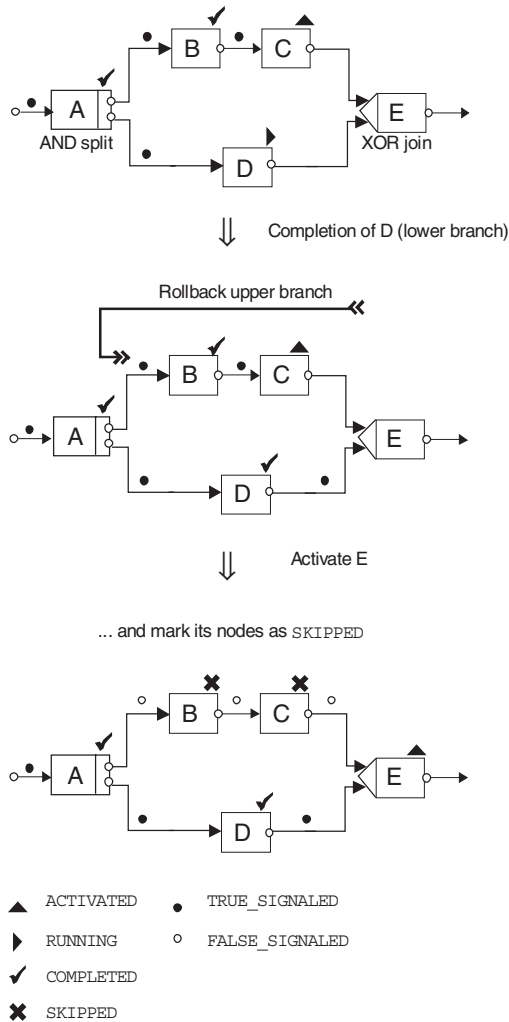 B
C
A
E
AND split
XOR join
D
Completion of D (lower branch)
Rollback upper branch
B
C
A
E
D
Activate E
... and mark its nodes as SKIPPED
B
C
A
E
D
ACTIVATED
TRUE_SIGNALED
RUNNING
FALSE_SIGNALED
COMPLETED
SKIPPED